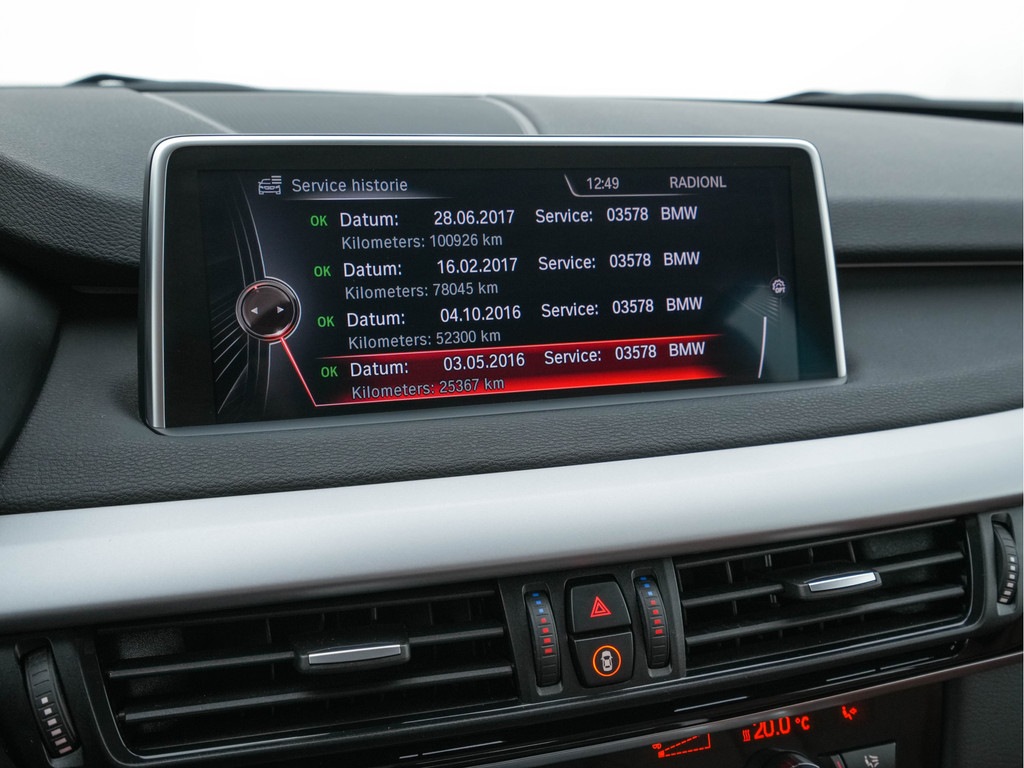 Service historie 12:49 RADIONL
OK Datum: 28.06.2017 Service: 03578 BMW
Kilometers: 100926 km
OK Datum: 16.02.2017 Service: 03578 BMW
Kilometers: 78045 km
OK Datum: 04.10.2016 Service: 03578 BMW
Kilometers: 52300 km
OK Datum: 03.05.2016 Service: 03578 BMW
Kilometers: 25367 km
OFF
20.0 °C